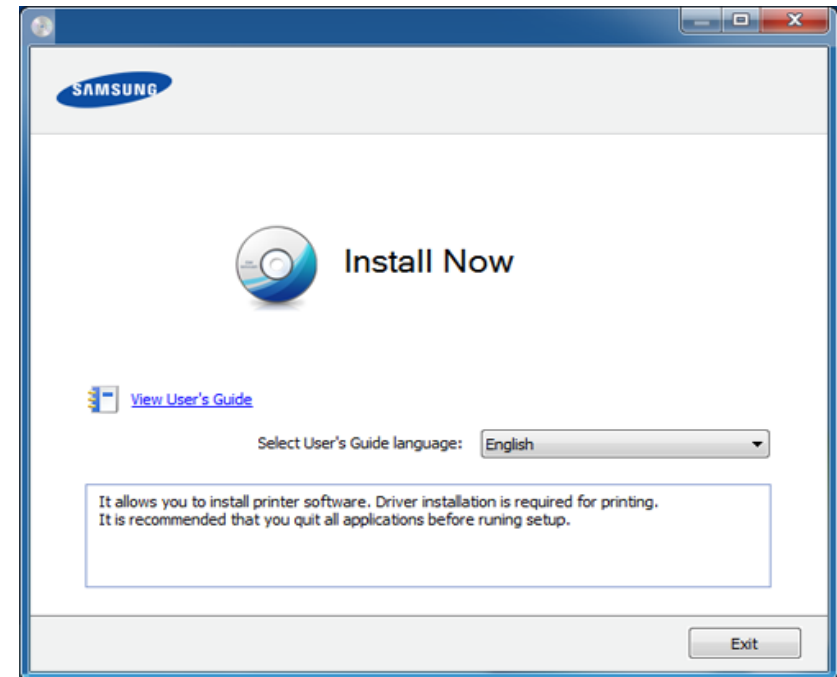 SAMSUNG
Install Now
View User's Guide
Select User's Guide language: English
It allows you to install printer software. Driver installation is required for printing.
It is recommended that you quit all applications before runing setup.
Exit